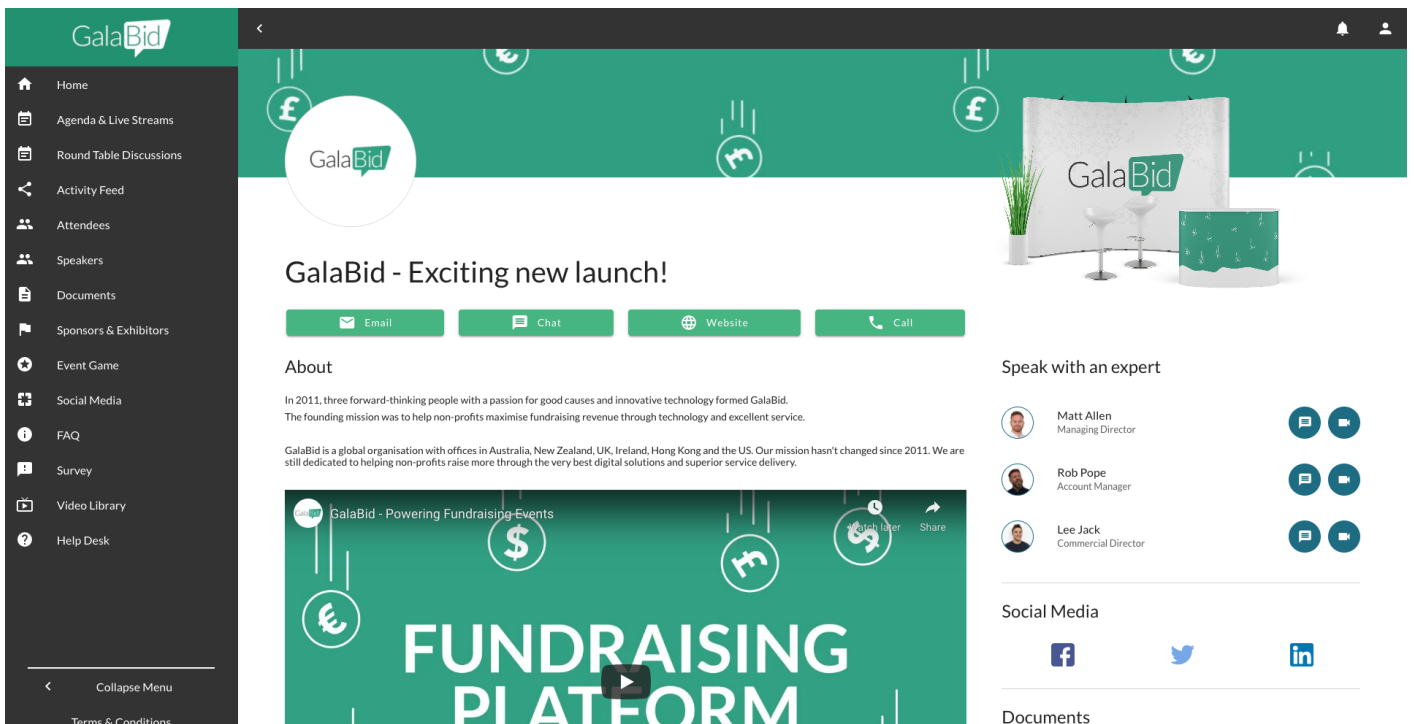 GalaBid
Home
Agenda & Live Streams
Round Table Discussions
Activity Feed
Attendees
Speakers
Documents
Sponsors & Exhibitors
Event Game
Social Media
FAQ
Survey
Video Library
Help Desk
Collapse Menu
Terms & Conditions
GalaBid
GalaBid
GalaBid - Exciting new launch!
Email
Chat
Website
Call
About
In 2011, three forward-thinking people with a passion for good causes and innovative technology formed GalaBid.
The founding mission was to help non-profits maximise fundraising revenue through technology and excellent service.
GalaBid is a global organisation with offices in Australia, New Zealand, UK, Ireland, Hong Kong and the US. Our mission hasn't changed since 2011. We are
still dedicated to helping non-profits raise more through the very best digital solutions and superior service delivery.
GalaBid
GalaBid - Powering Fundraising Events
Watch later
Share
FUNDRAISING
PLATFORM
Speak with an expert
Matt Allen
Managing Director
Rob Pope
Account Manager
Lee Jack
Commercial Director
Social Media
Documents